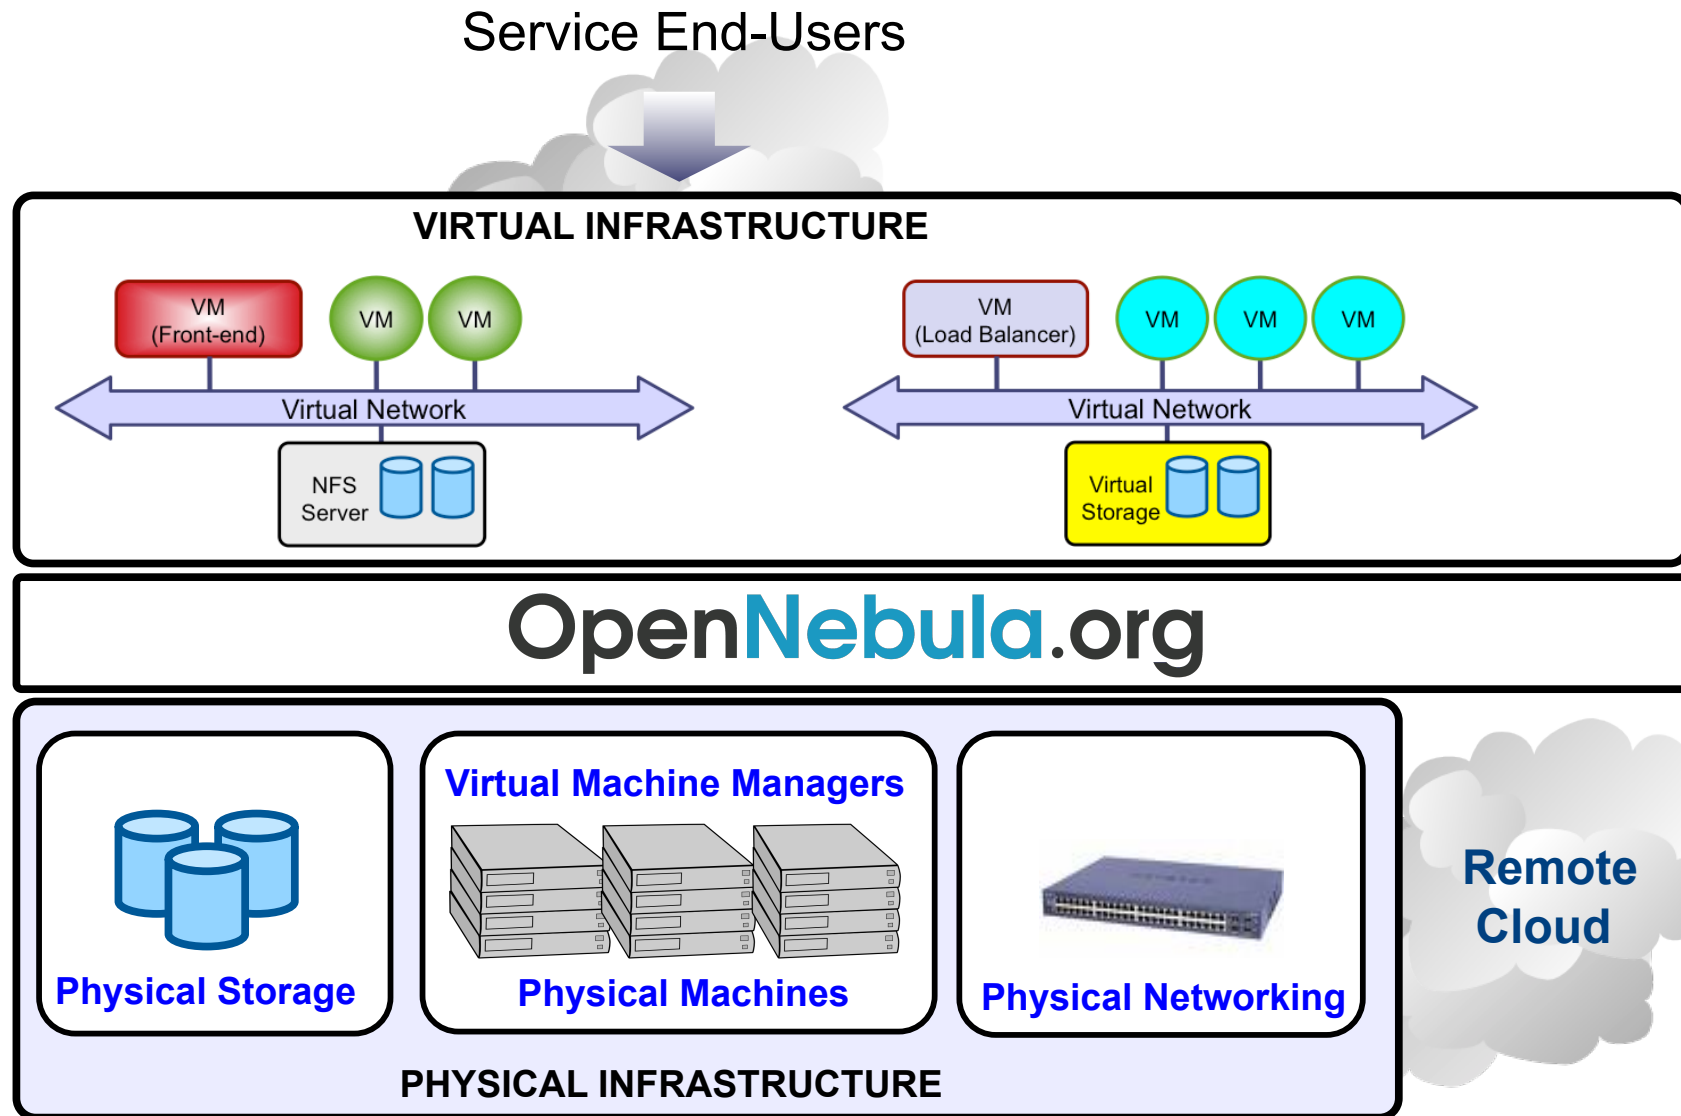 Service End-Users
VIRTUAL INFRASTRUCTURE
VM
(Front-end)
VM
VM
VM
(Load Balancer)
VM
VM
VM
Virtual Network
Virtual Network
NFS
Server
Virtual
Storage
OpenNebula.org
Virtual Machine Managers
Physical Storage
Physical Machines
Physical Networking
Remote
Cloud
PHYSICAL INFRASTRUCTURE